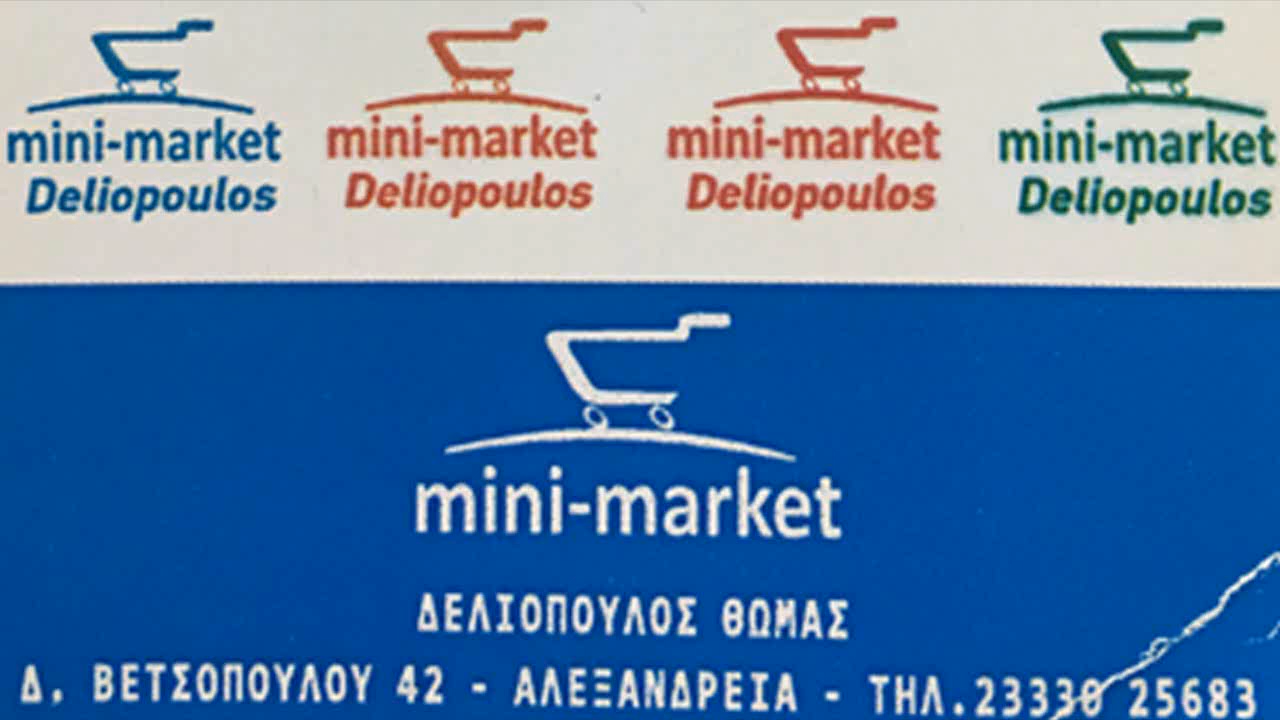 mini-market mini-market mini-market mini-market
Deliopoulos Deliopoulos Deliopoulos Deliopoulos
mini-market
ΔΕΛΙΟΠΟΥΛΟΣ ΘΩΜΑΣ
Δ. ΒΕΤΣΟΠΟΥΛΟΥ 42 - ΑΛΕΞΑΝΔΡΕΙΑ - ΤΗΛ.23330 25683